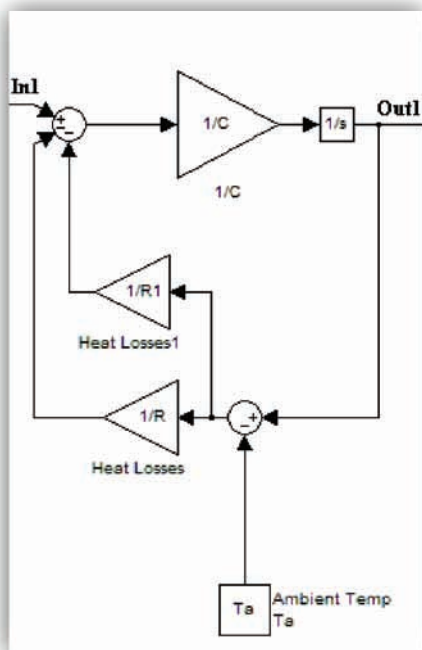 In1
1/C
1/s
Out1
1/C
1/R1
Heat Losses1
1/R
Heat Losses
Ta
Ambient Temp
Ta